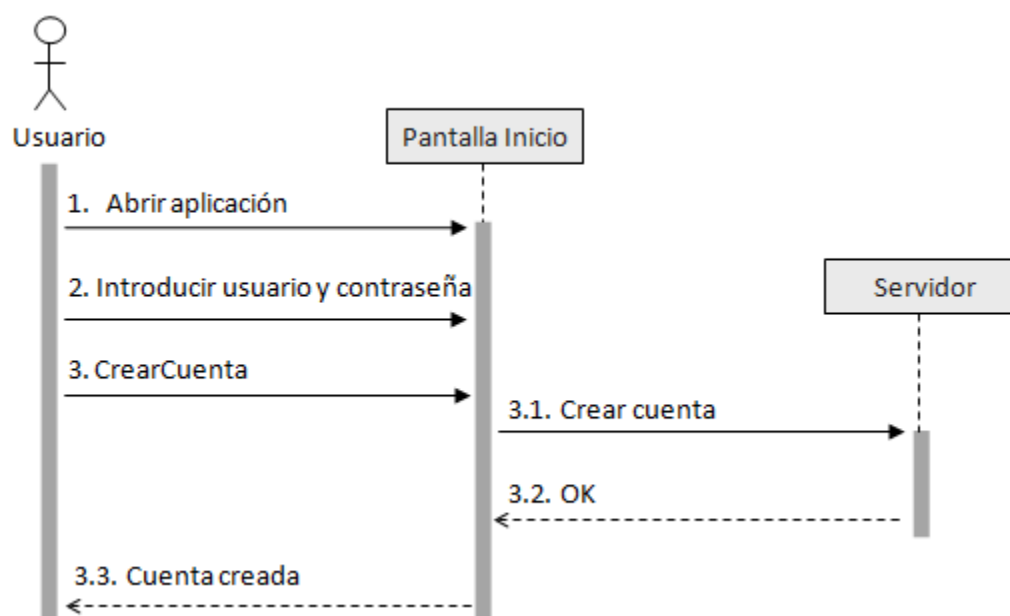 Usuario
Pantalla Inicio
1. Abrir aplicación
2. Introducir usuario y contraseña
Servidor
3. CrearCuenta
3.1. Crear cuenta
3.2. OK
3.3. Cuenta creada